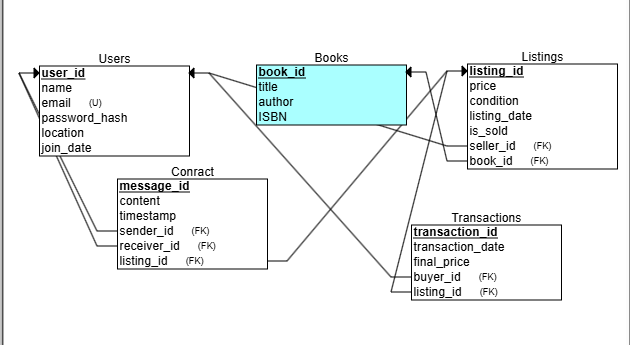 Users
user_id
name
email (U)
password_hash
location
join_date
Books
book_id
title
author
ISBN
Listings
listing_id
price
condition
listing_date
is_sold
seller_id (FK)
book_id (FK)
Conract
message_id
content
timestamp
sender_id (FK)
receiver_id (FK)
listing_id (FK)
Transactions
transaction_id
transaction_date
final_price
buyer_id (FK)
listing_id (FK)